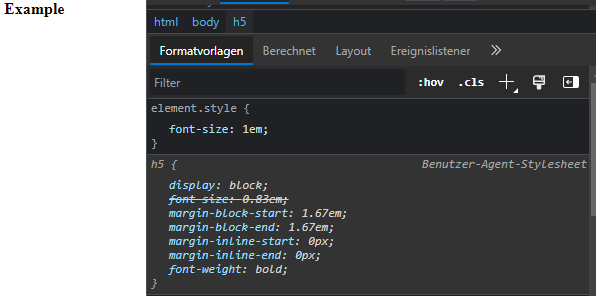 Example
html body h5
Formatvorlagen Berechnet Layout Ereignislistener
Filter :hov .cls
element.style {
font-size: 1em;
}
h5 { Benutzer-Agent-Stylesheet
display: block;
font-size: 0.83em;
margin-block-start: 1.67em;
margin-block-end: 1.67em;
margin-inline-start: 0px;
margin-inline-end: 0px;
font-weight: bold;
}